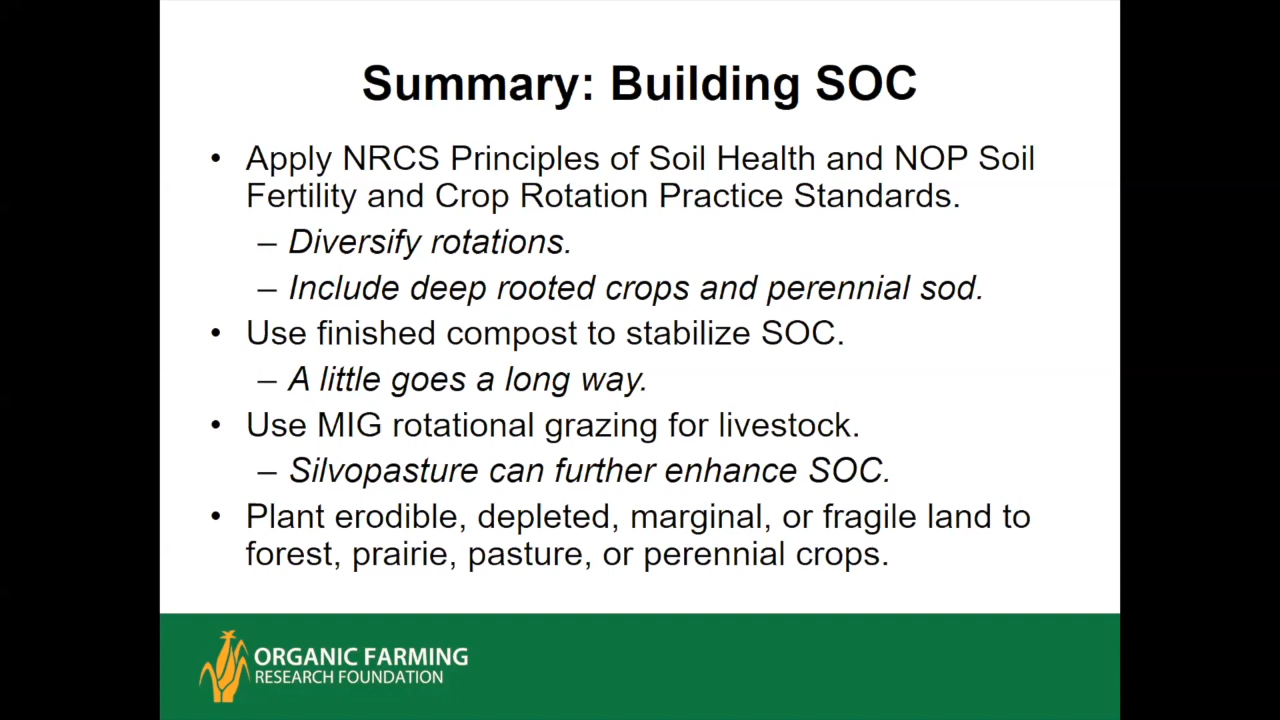 Summary: Building SOC
• Apply NRCS Principles of Soil Health and NOP Soil
Fertility and Crop Rotation Practice Standards.
– Diversify rotations.
– Include deep rooted crops and perennial sod.
• Use finished compost to stabilize SOC.
– A little goes a long way.
• Use MIG rotational grazing for livestock.
– Silvopasture can further enhance SOC.
• Plant erodible, depleted, marginal, or fragile land to
forest, prairie, pasture, or perennial crops.
ORGANIC FARMING
RESEARCH FOUNDATION